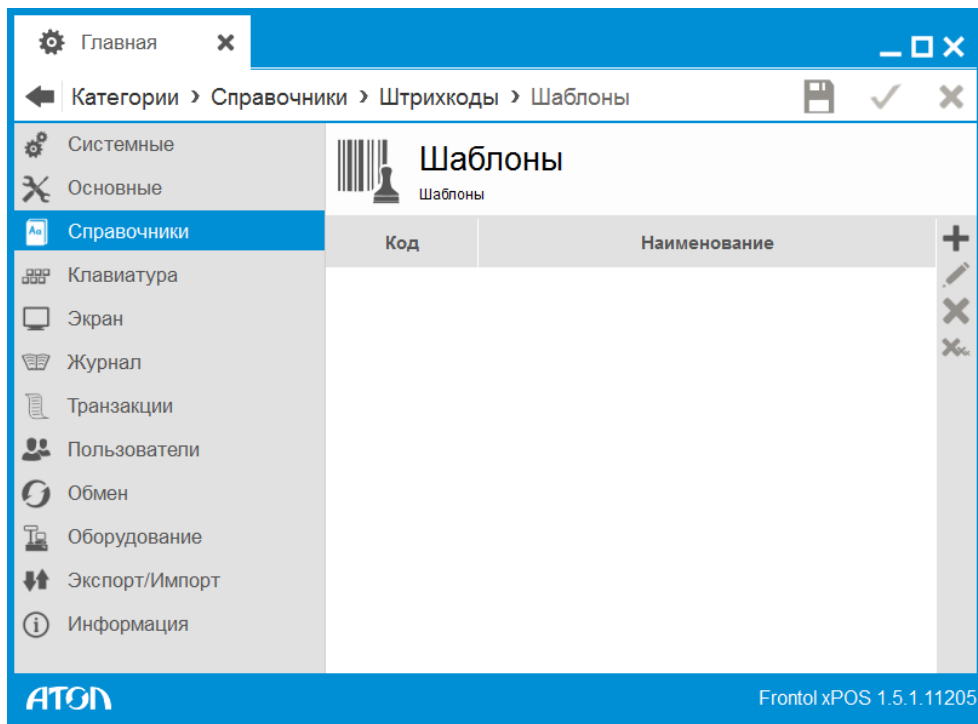 Главная
Категории › Справочники › Штрихкоды › Шаблоны
Системные
Основные
Справочники
Клавиатура
Экран
Журнал
Транзакции
Пользователи
Обмен
Оборудование
Экспорт/Импорт
Информация
Шаблоны
Шаблоны
Код Наименование
АТОЛ
Frontol xPOS 1.5.1.11205